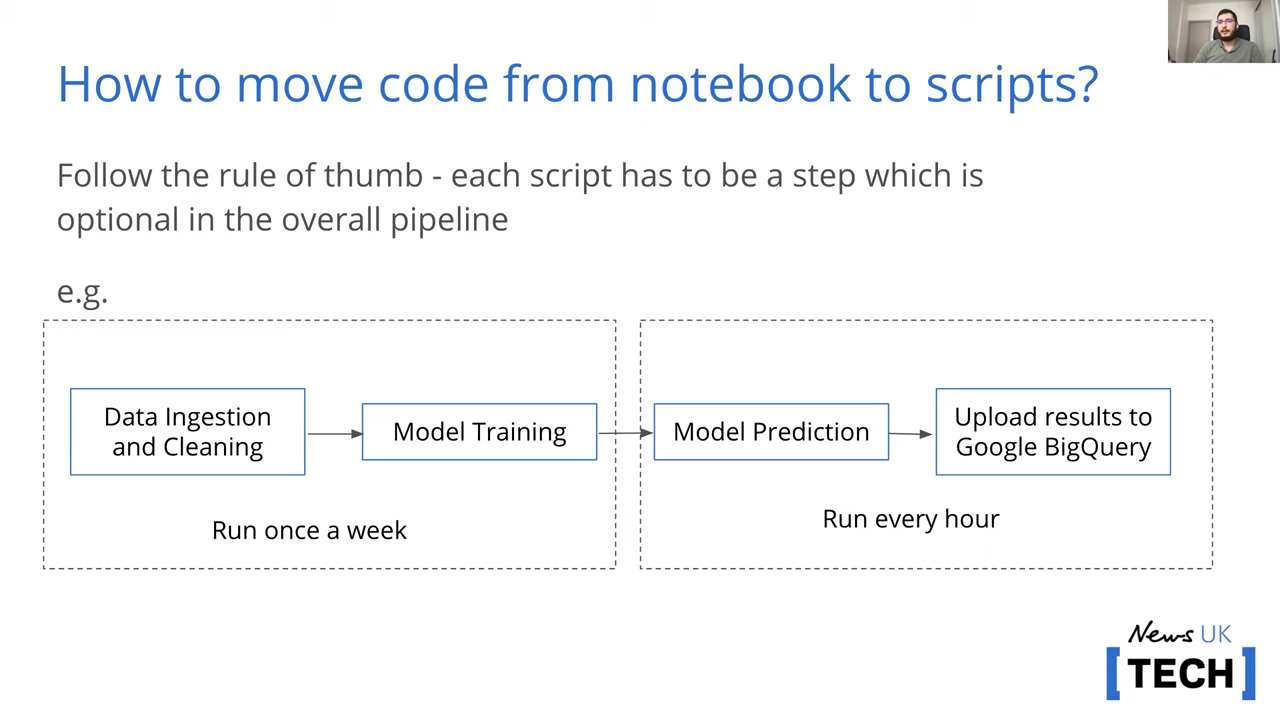 How to move code from notebook to scripts?
Follow the rule of thumb - each script has to be a step which is
optional in the overall pipeline
e.g.
Data Ingestion
and Cleaning
Model Training
Model Prediction
Upload results to
Google BigQuery
Run once a week
Run every hour
News UK
[TECH]